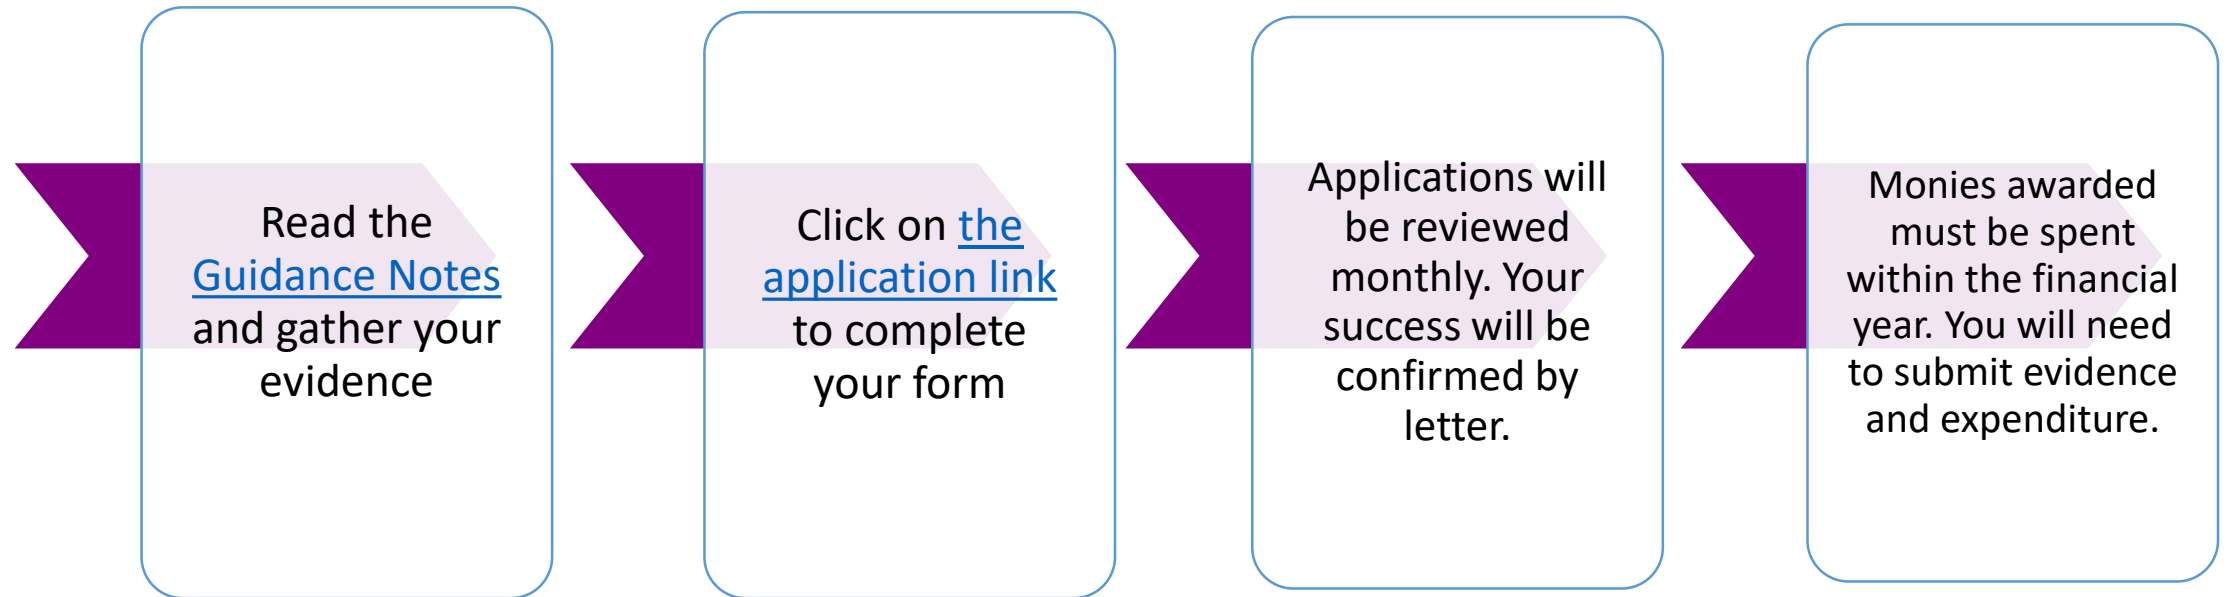 Read the
Guidance Notes
and gather your
evidence
Click on the
application link
to complete
your form
Applications will
be reviewed
monthly. Your
success will be
confirmed by
letter.
Monies awarded
must be spent
within the financial
year. You will need
to submit evidence
and expenditure.